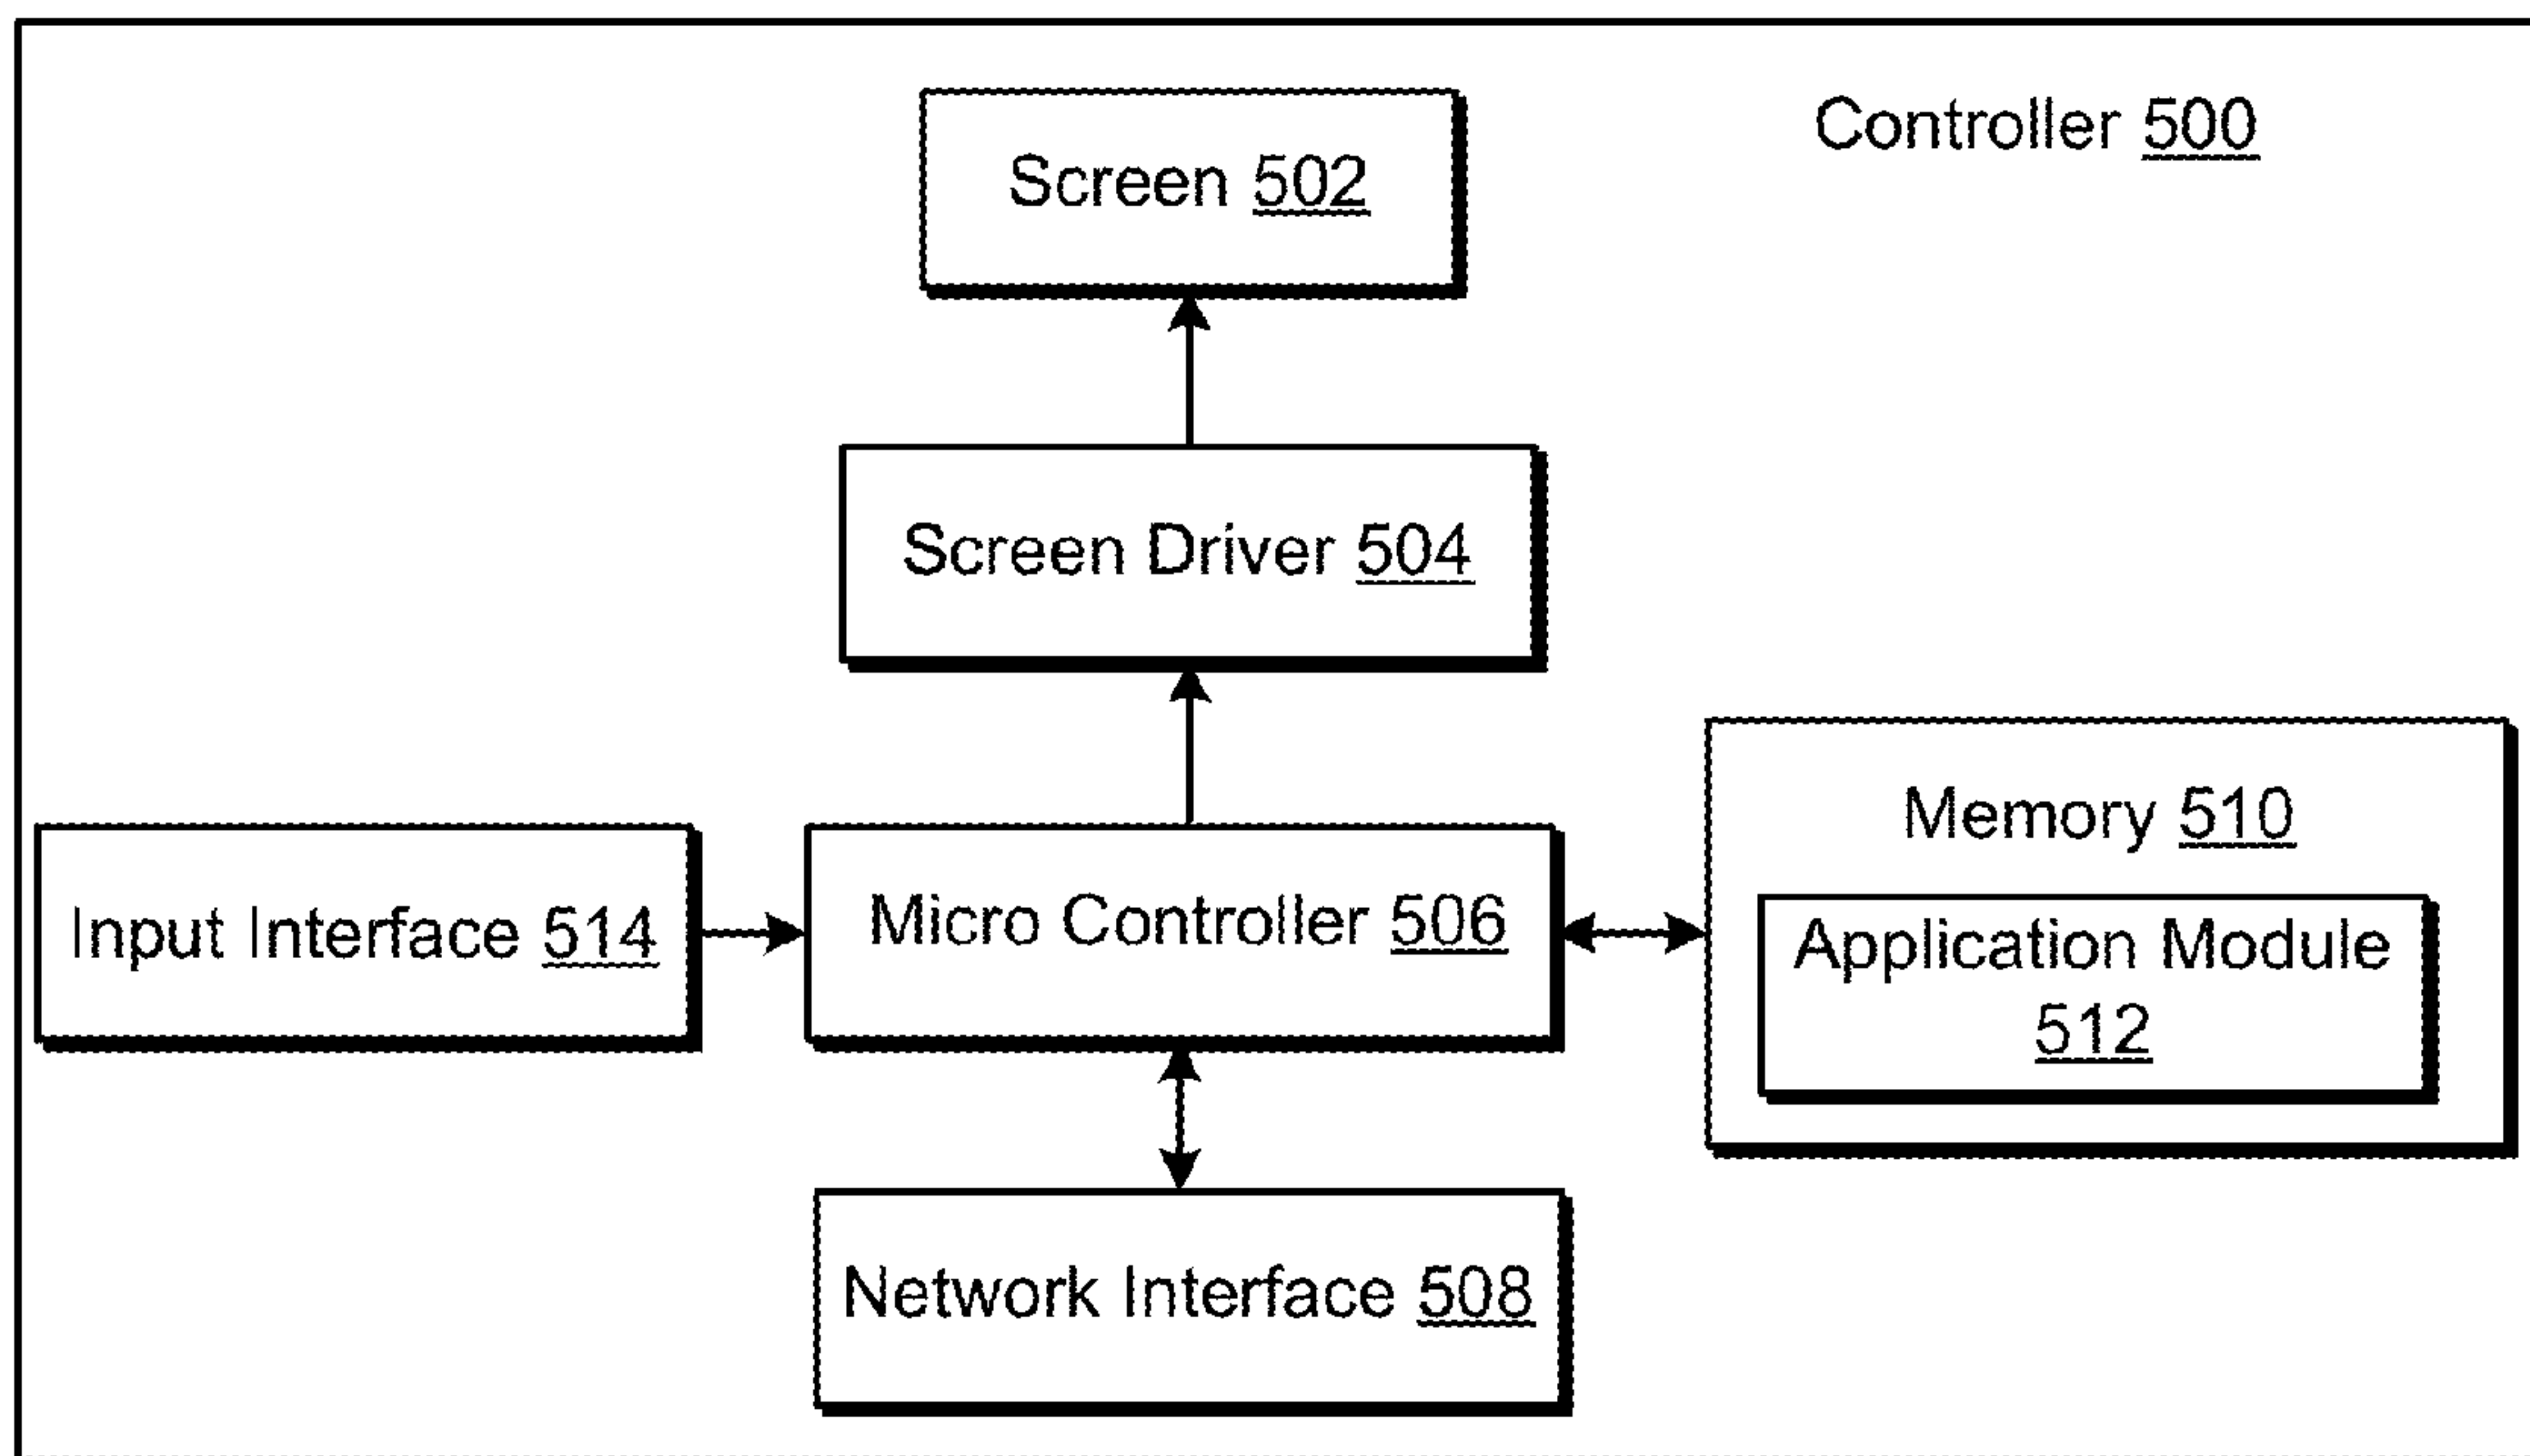 Controller 500
Screen 502
Screen Driver 504
Memory 510
Input Interface 514
Micro Controller 506
Application Module
512
Network Interface 508